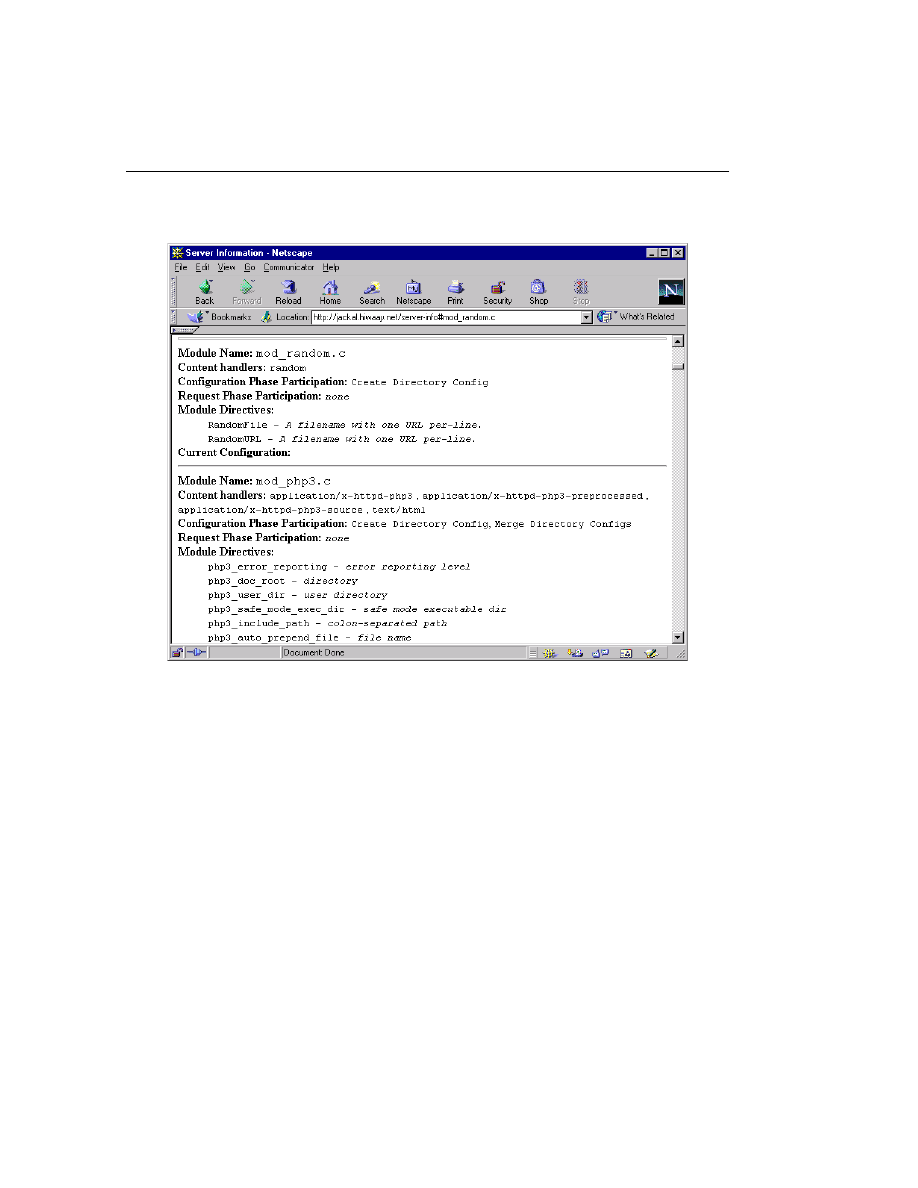 Server Information - Netscape
File Edit View Go Communicator Help
Back Forward Reload Home Search Netscape Print Security Shop Stop
N
Bookmarks Location: http://jackal.hiwaay.net/server-info#mod_random.c What's Related
Module Name: mod_random.c
Content handlers: random
Configuration Phase Participation: Create Directory Config
Request Phase Participation: none
Module Directives:
RandomFile - A filename with one URL per-line.
RandomURL - A filename with one URL per-line.
Current Configuration:
Module Name: mod_php3.c
Content handlers: application/x-httpd-php3 , application/x-httpd-php3-preprocessed ,
application/x-httpd-php3-source , text/html
Configuration Phase Participation: Create Directory Config, Merge Directory Configs
Request Phase Participation: none
Module Directives:
php3_error_reporting - error reporting level
php3_doc_root - directory
php3_user_dir - user directory
php3_safe_mode_exec_dir - safe mode executable dir
php3_include_path - colon-separated path
php3_auto_prepend_file - file name
Document: Done